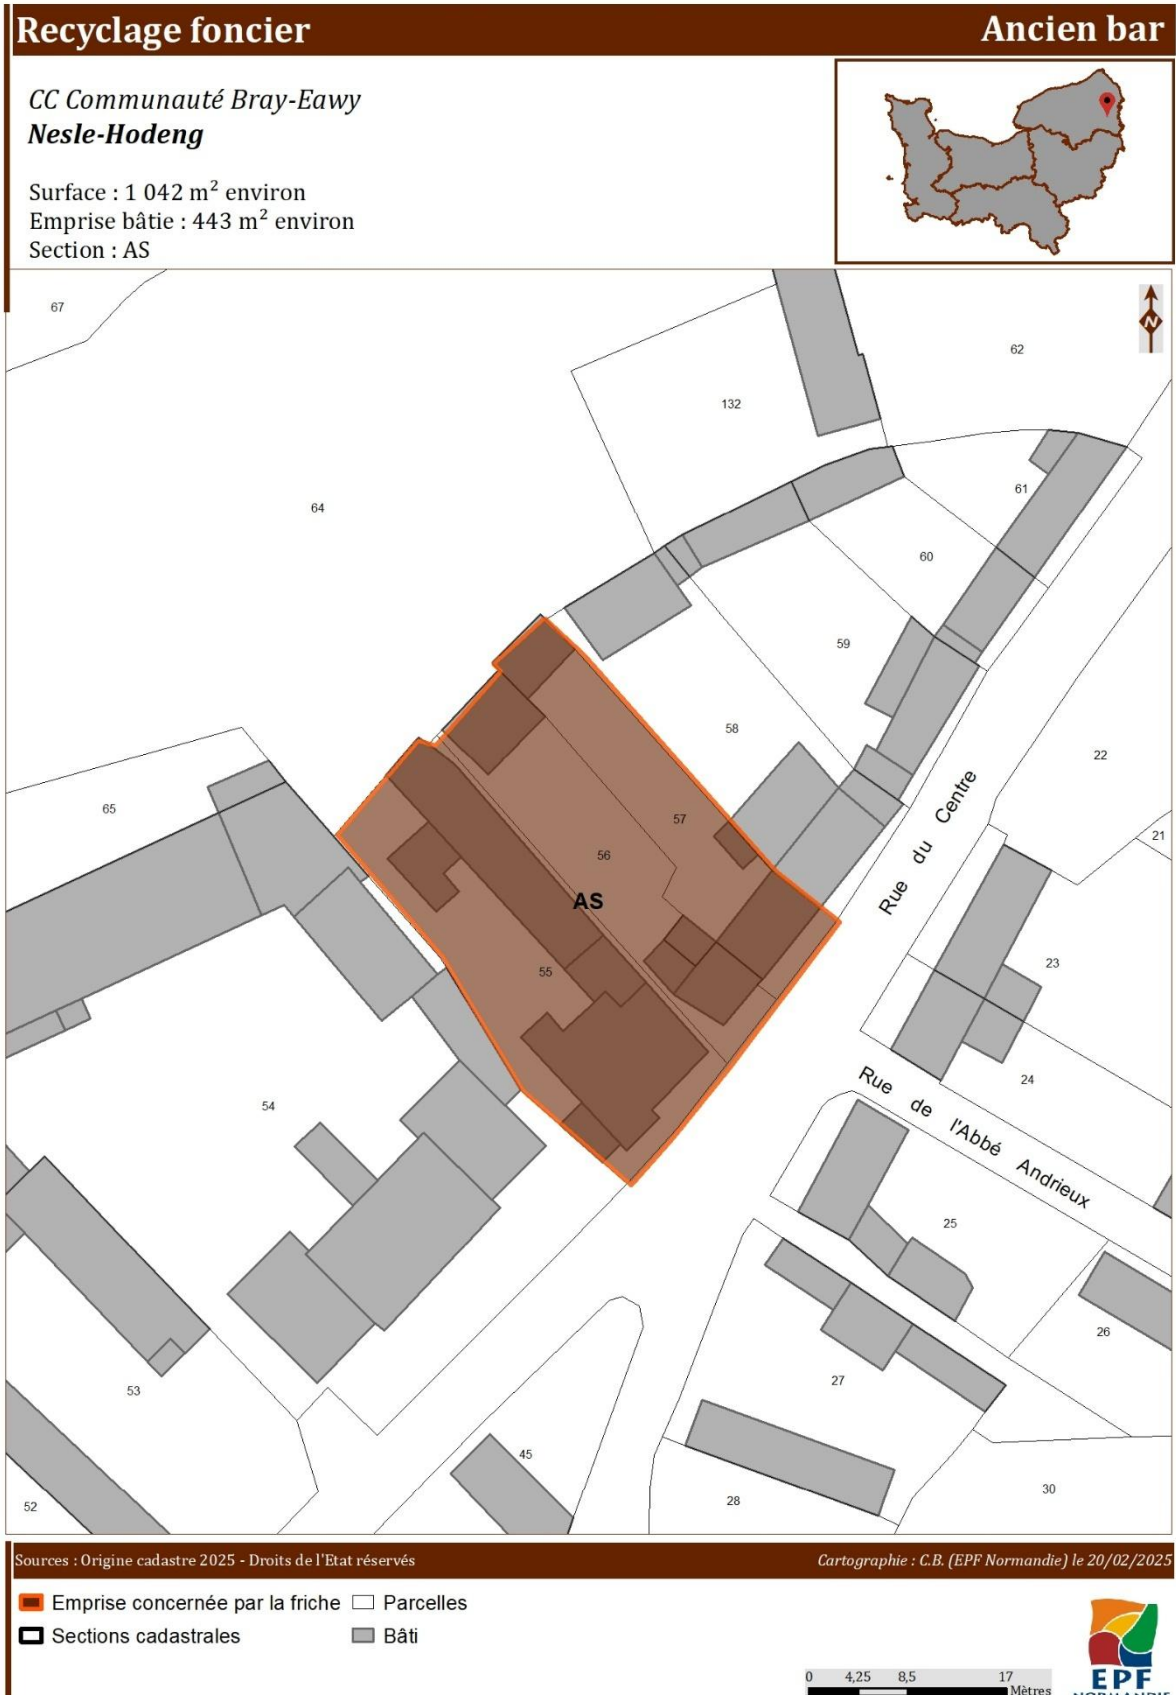 Recyclage foncier
Ancien bar
CC Communauté Bray-Eawy
Nesle-Hodeng
Surface : 1 042 m² environ
Emprise bâtie : 443 m² environ
Section : AS
N
67
62
132
64
61
60
59
58
22
65
57
21
56
AS
Rue du Centre
55
23
54
24
Rue de l'Abbé Andrieux
25
26
53
27
45
52
28
30
Sources : Origine cadastre 2025 - Droits de l'Etat réservés
Cartographie : C.B. (EPF Normandie) le 20/02/2025
Emprise concernée par la friche
Parcelles
Sections cadastrales
Bâti
0 4,25 8,5 17
Mètres
EPF
NORMANDIE